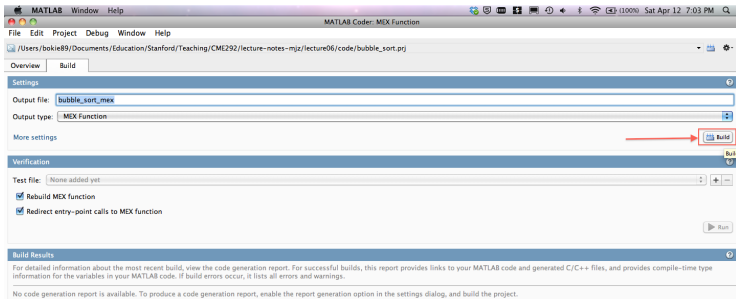 MATLAB Window Help (100%) Sat Apr 12 7:03 PM
MATLAB Coder: MEX Function
File Edit Project Debug Window Help
/Users/bokie89/Documents/Education/Stanford/Teaching/CME292/lecture-notes-mjz/lecture06/code/bubble_sort.prj
Overview Build
Settings
Output file: bubble_sort_mex
Output type: MEX Function
More settings
Build
Buil
Verification
Test file: None added yet
Rebuild MEX function
Redirect entry-point calls to MEX function
Run
Build Results
For detailed information about the most recent build, view the code generation report. For successful builds, this report provides links to your MATLAB code and generated C/C++ files, and provides compile-time type
information for the variables in your MATLAB code. If build errors occur, it lists all errors and warnings.
No code generation report is available. To produce a code generation report, enable the report generation option in the settings dialog, and build the project.